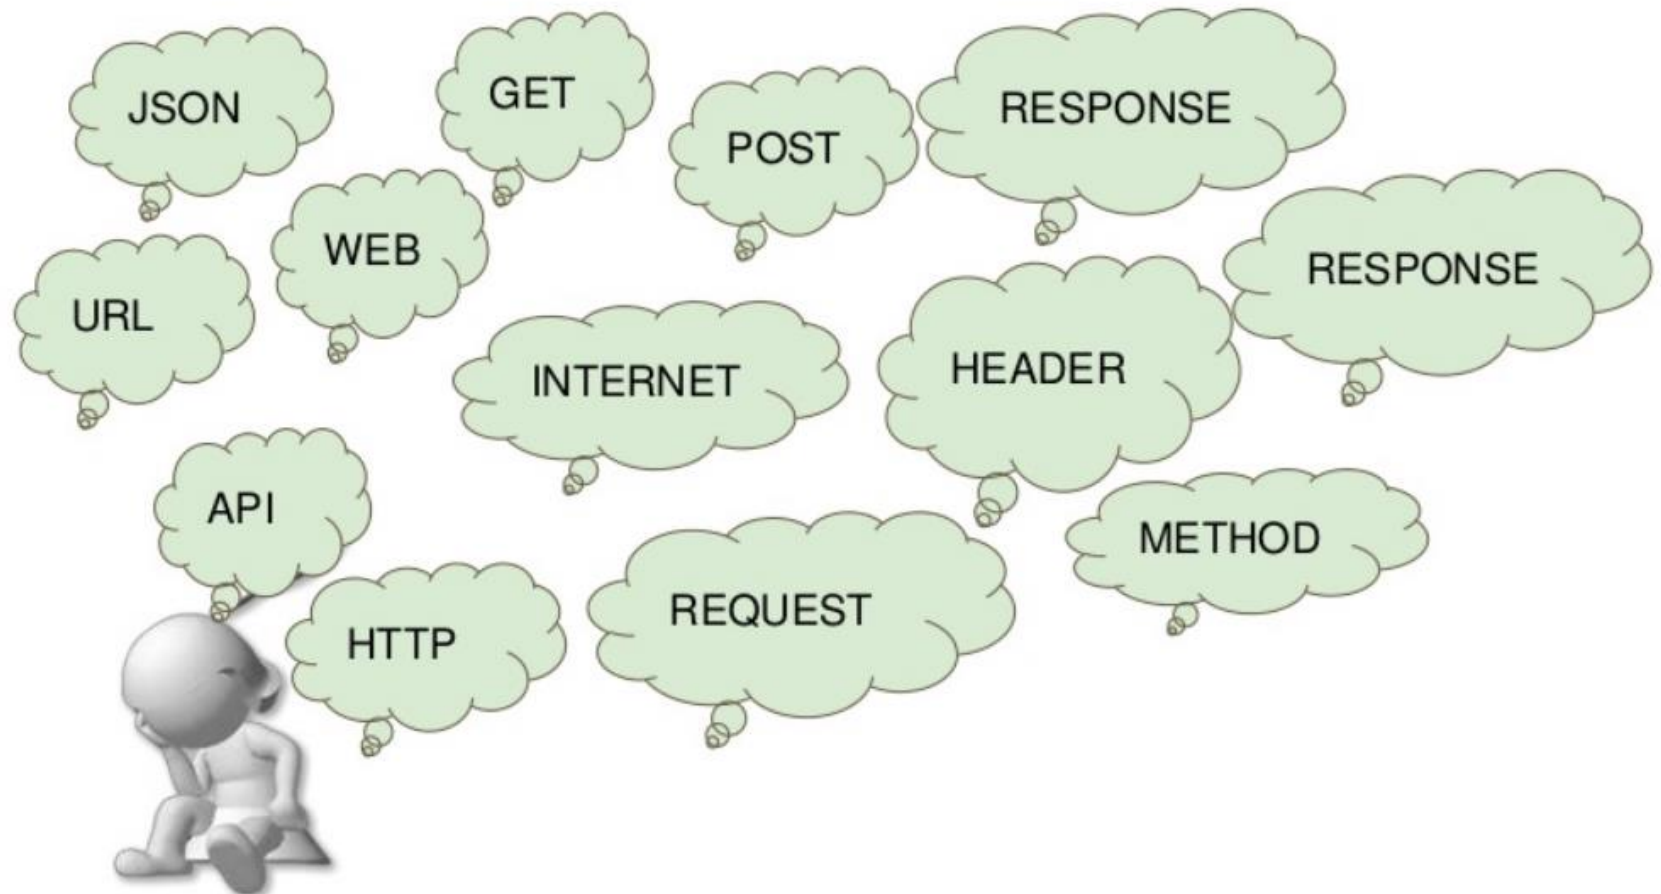 JSON
GET
POST
RESPONSE
WEB
RESPONSE
URL
INTERNET
HEADER
API
METHOD
HTTP
REQUEST